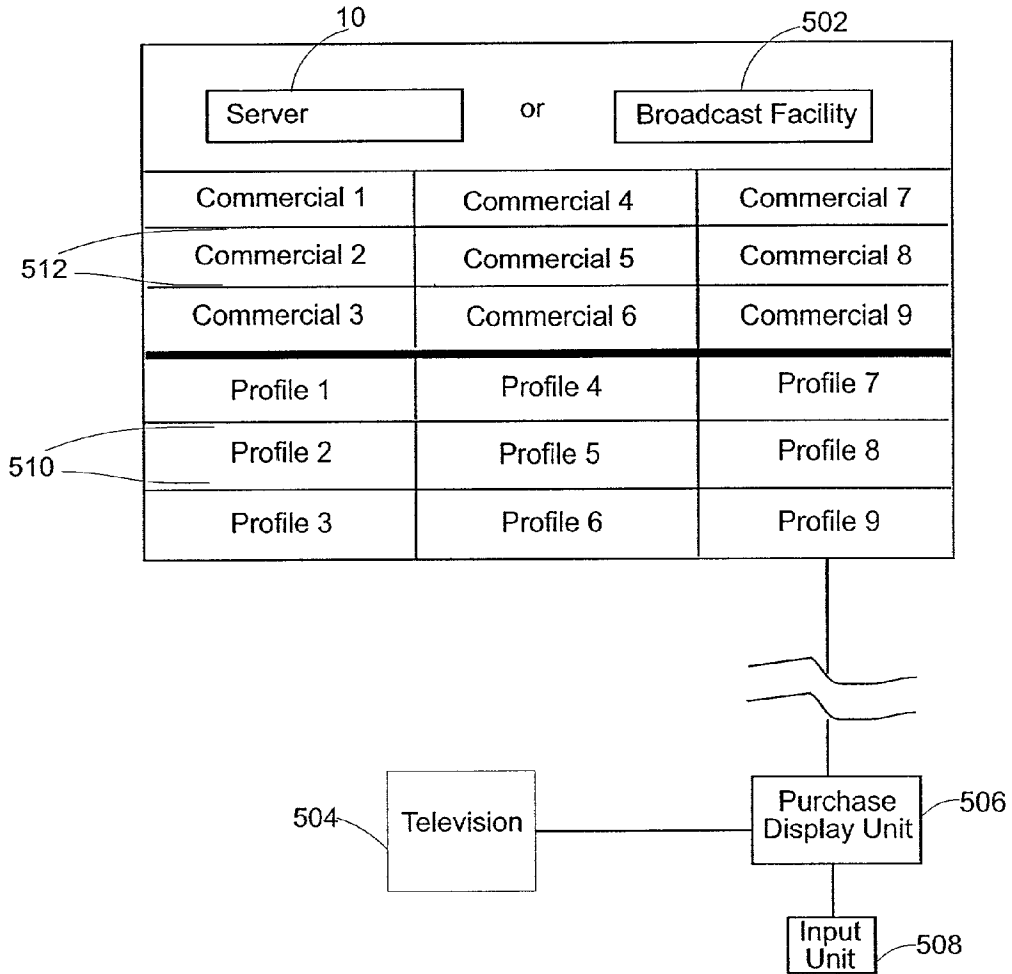 10
502
Server or Broadcast Facility
Commercial 1 Commercial 4 Commercial 7
512
Commercial 2 Commercial 5 Commercial 8
Commercial 3 Commercial 6 Commercial 9
Profile 1 Profile 4 Profile 7
510
Profile 2 Profile 5 Profile 8
Profile 3 Profile 6 Profile 9
504
Television
Purchase
Display Unit
506
Input
Unit
508